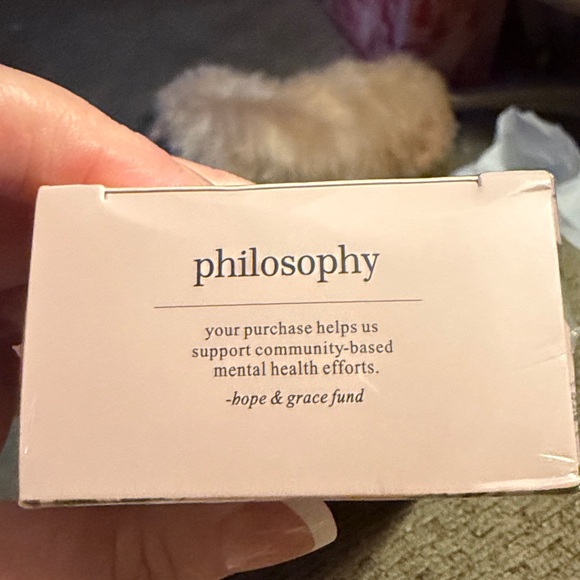 philosophy
your purchase helps us
support community-based
mental health efforts.
-hope & grace fund